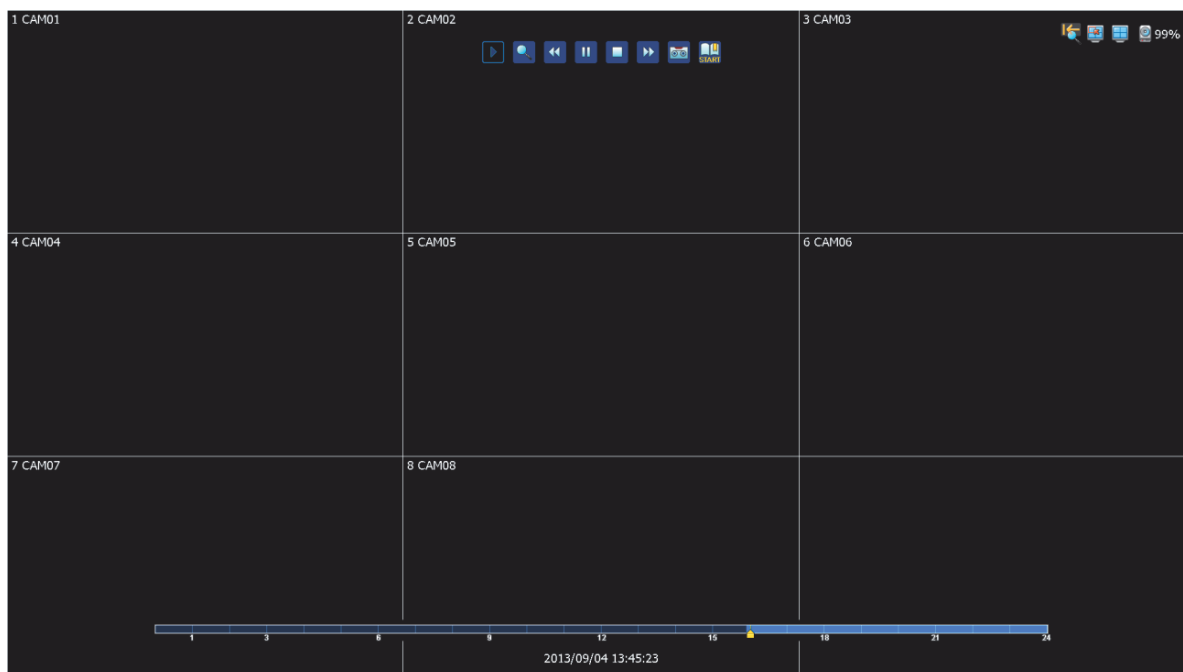 1 CAM01
2 CAM02
3 CAM03
START
99%
4 CAM04
5 CAM05
6 CAM06
7 CAM07
8 CAM08
1 3 6 9 12 15 18 21 24
2013/09/04 13:45:23